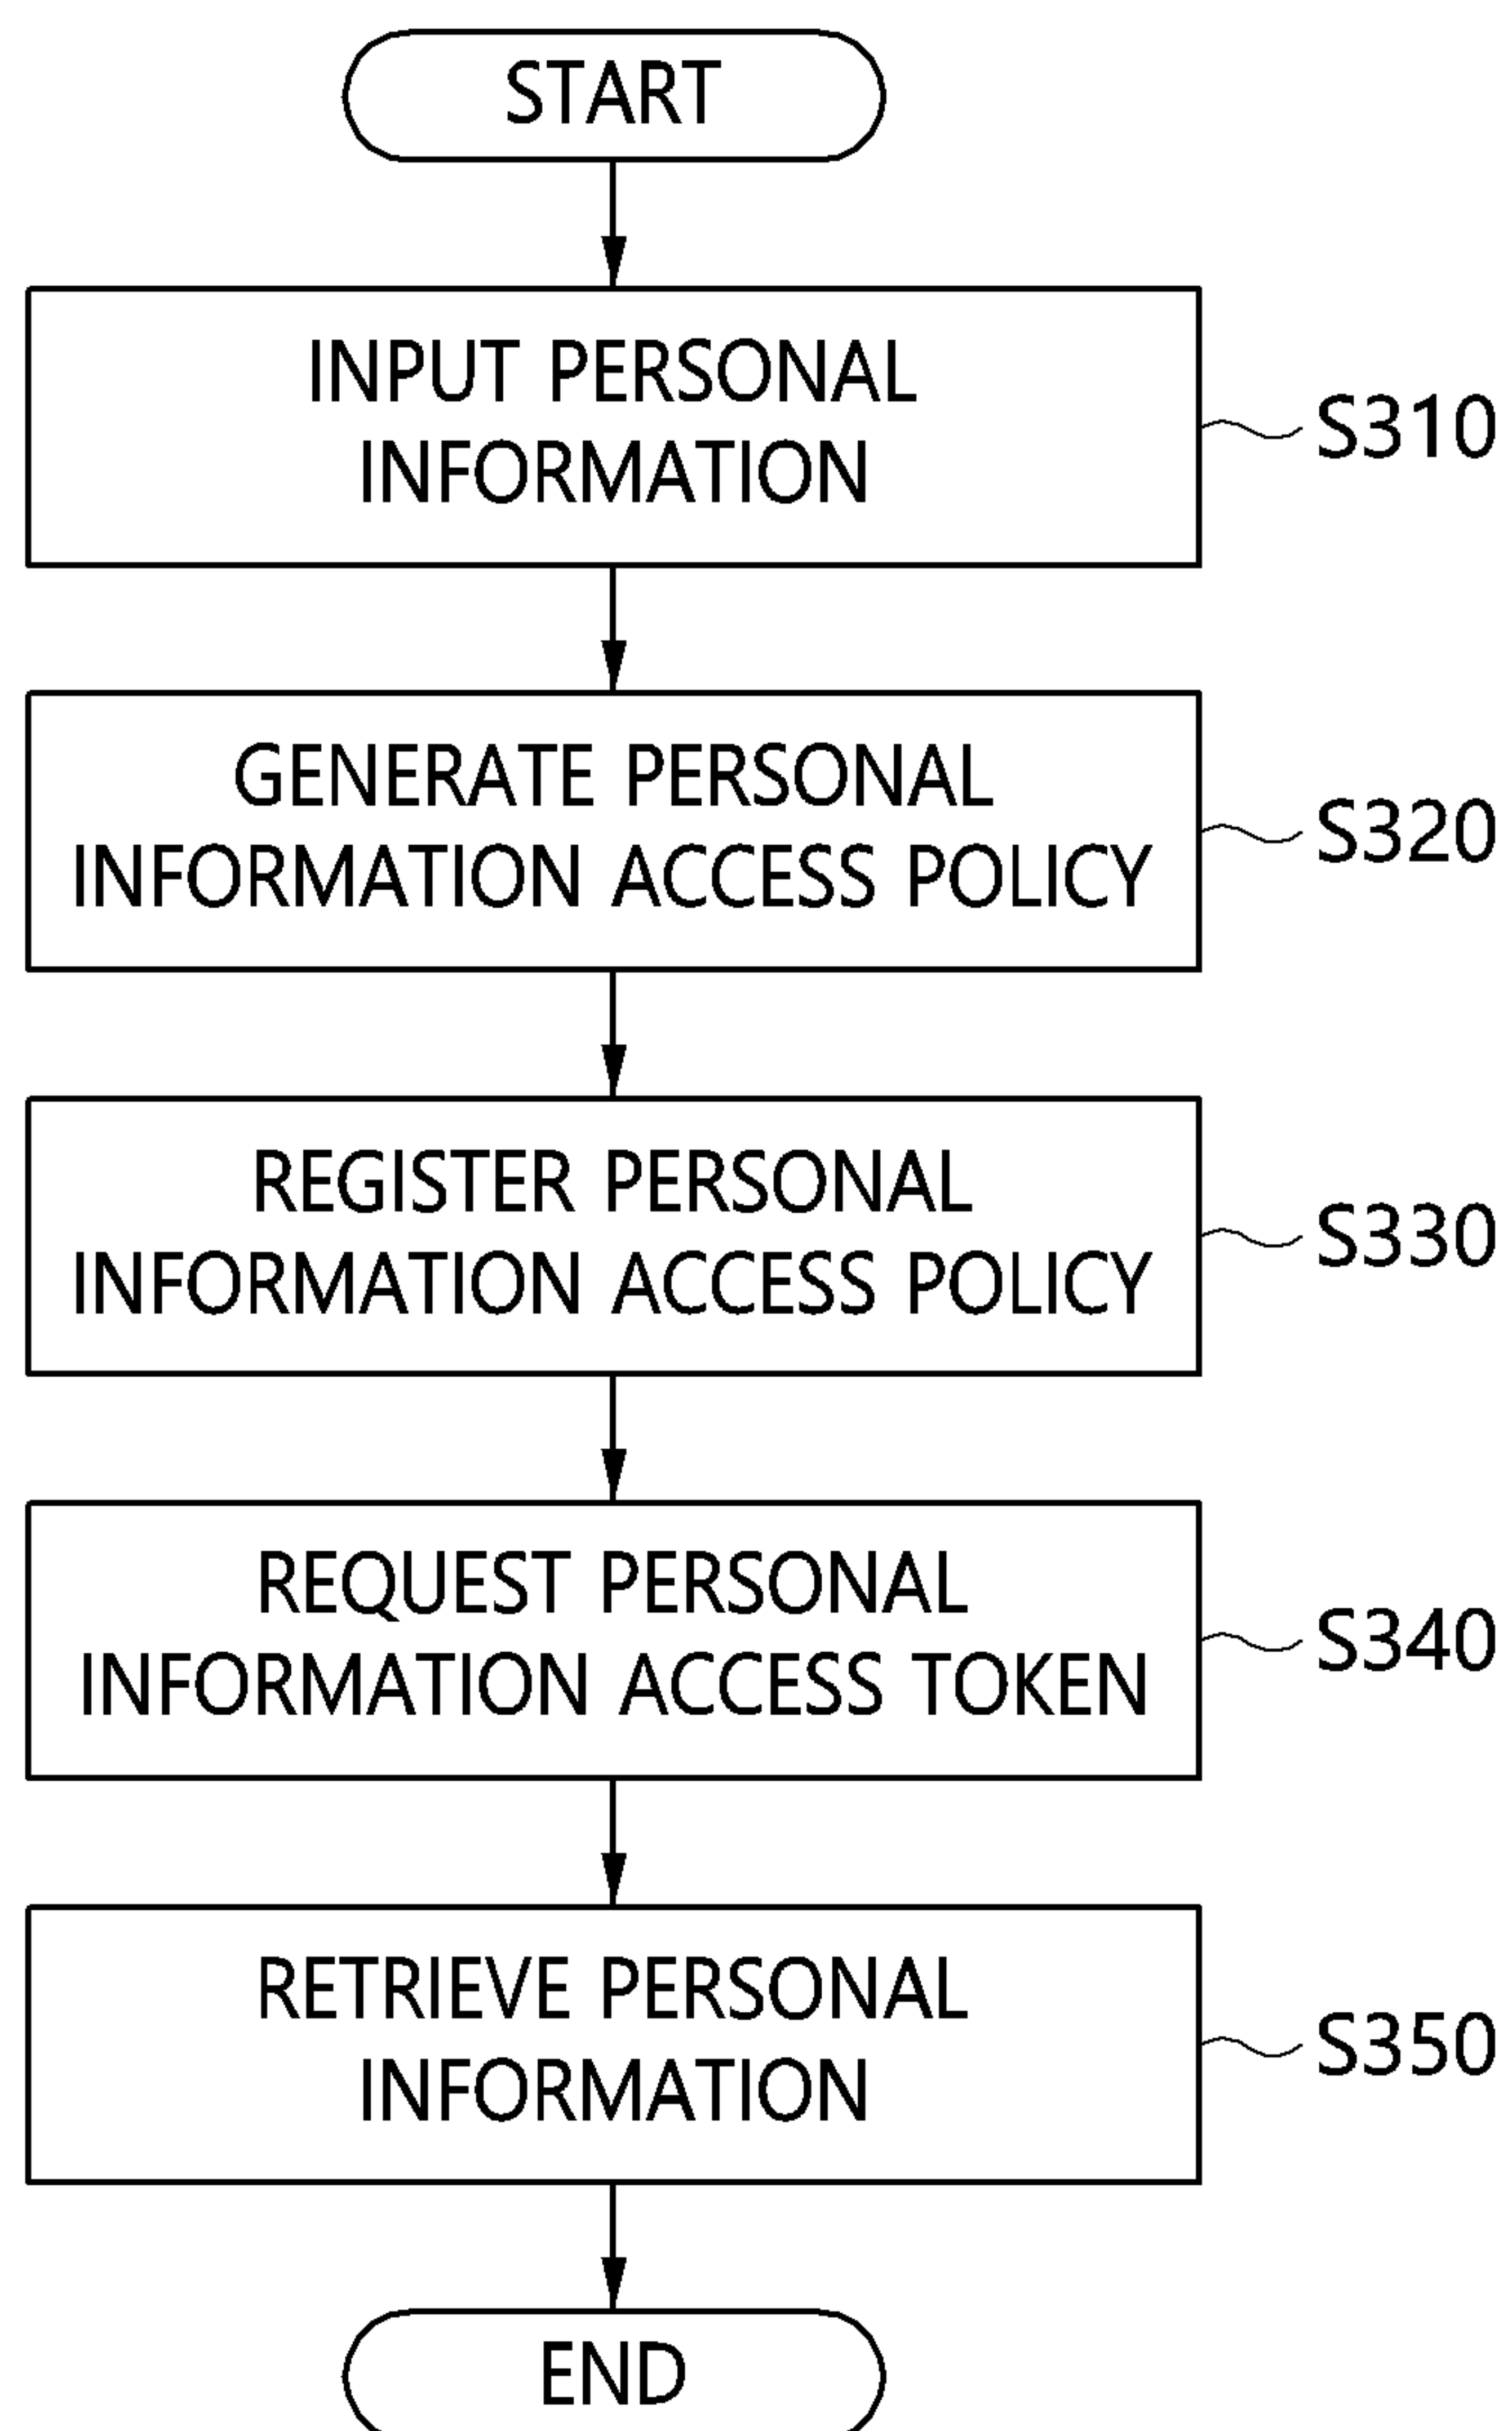 START
INPUT PERSONAL
INFORMATION
S310
GENERATE PERSONAL
INFORMATION ACCESS POLICY
S320
REGISTER PERSONAL
INFORMATION ACCESS POLICY
S330
REQUEST PERSONAL
INFORMATION ACCESS TOKEN
S340
RETRIEVE PERSONAL
INFORMATION
S350
END